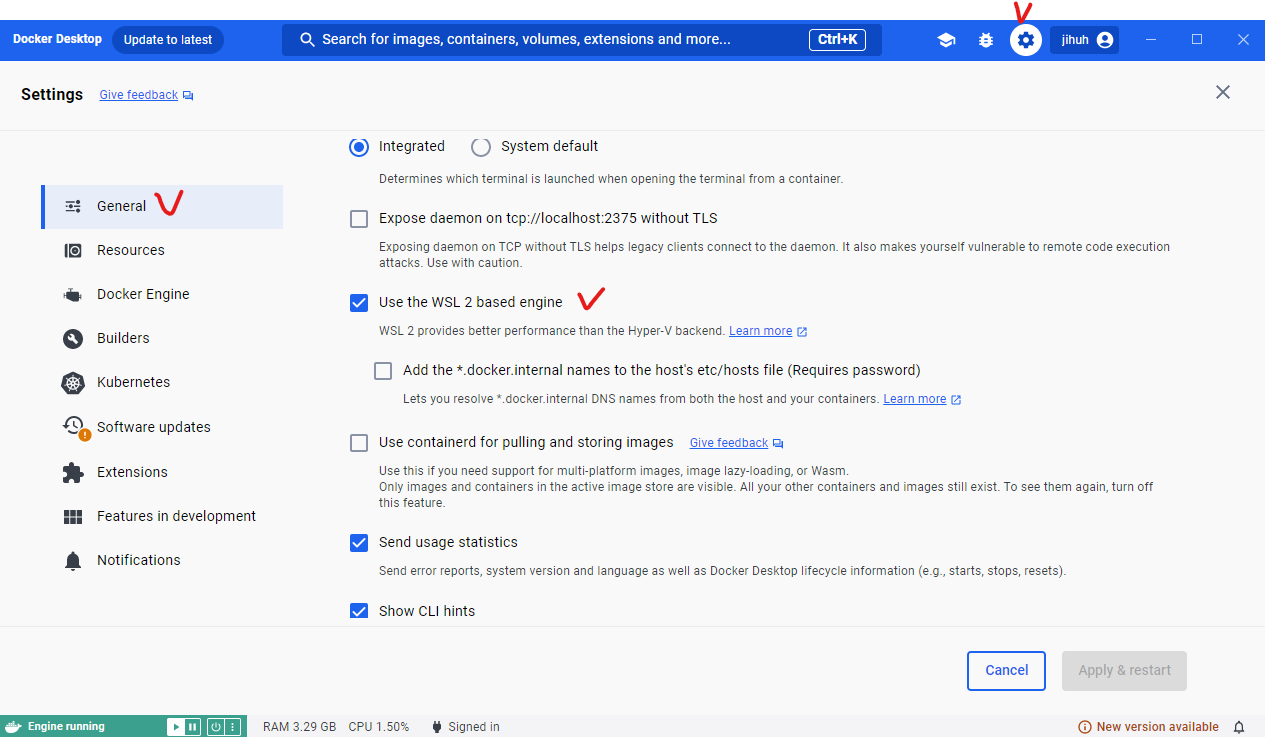 Docker Desktop Update to latest Search for images, containers, volumes, extensions and more... Ctrl+K jihuh
Settings Give feedback
General
Resources
Docker Engine
Builders
Kubernetes
Software updates
Extensions
Features in development
Notifications
Integrated System default
Determines which terminal is launched when opening the terminal from a container.
Expose daemon on tcp://localhost:2375 without TLS
Exposing daemon on TCP without TLS helps legacy clients connect to the daemon. It also makes yourself vulnerable to remote code execution
attacks. Use with caution.
Use the WSL 2 based engine
WSL 2 provides better performance than the Hyper-V backend. Learn more
Add the *.docker.internal names to the host's etc/hosts file (Requires password)
Lets you resolve *.docker.internal DNS names from both the host and your containers. Learn more
Use containerd for pulling and storing images Give feedback
Use this if you need support for multi-platform images, image lazy-loading, or Wasm.
Only images and containers in the active image store are visible. All your other containers and images still exist. To see them again, turn off
this feature.
Send usage statistics
Send error reports, system version and language as well as Docker Desktop lifecycle information (e.g., starts, stops, resets).
Show CLI hints
Cancel Apply & restart
Engine running RAM 3.29 GB CPU 1.50% Signed in New version available